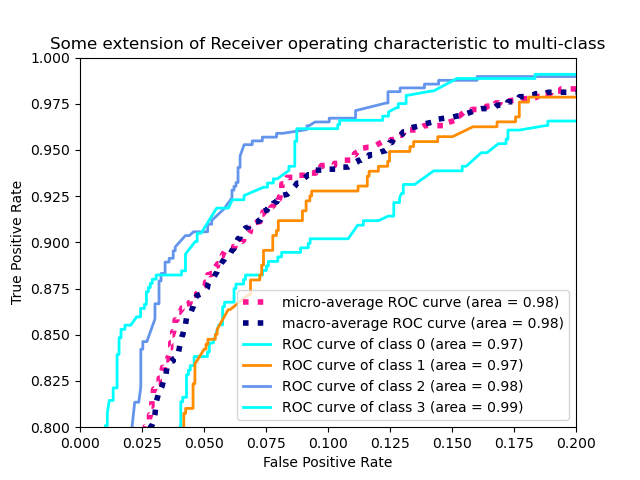 Some extension of Receiver operating characteristic to multi-class
1.000
0.975
0.950
0.925
0.900
0.875
0.850
0.825
0.800
True Positive Rate
micro-average ROC curve (area = 0.98)
macro-average ROC curve (area = 0.98)
ROC curve of class 0 (area = 0.97)
ROC curve of class 1 (area = 0.97)
ROC curve of class 2 (area = 0.98)
ROC curve of class 3 (area = 0.99)
0.000 0.025 0.050 0.075 0.100 0.125 0.150 0.175 0.200
False Positive Rate